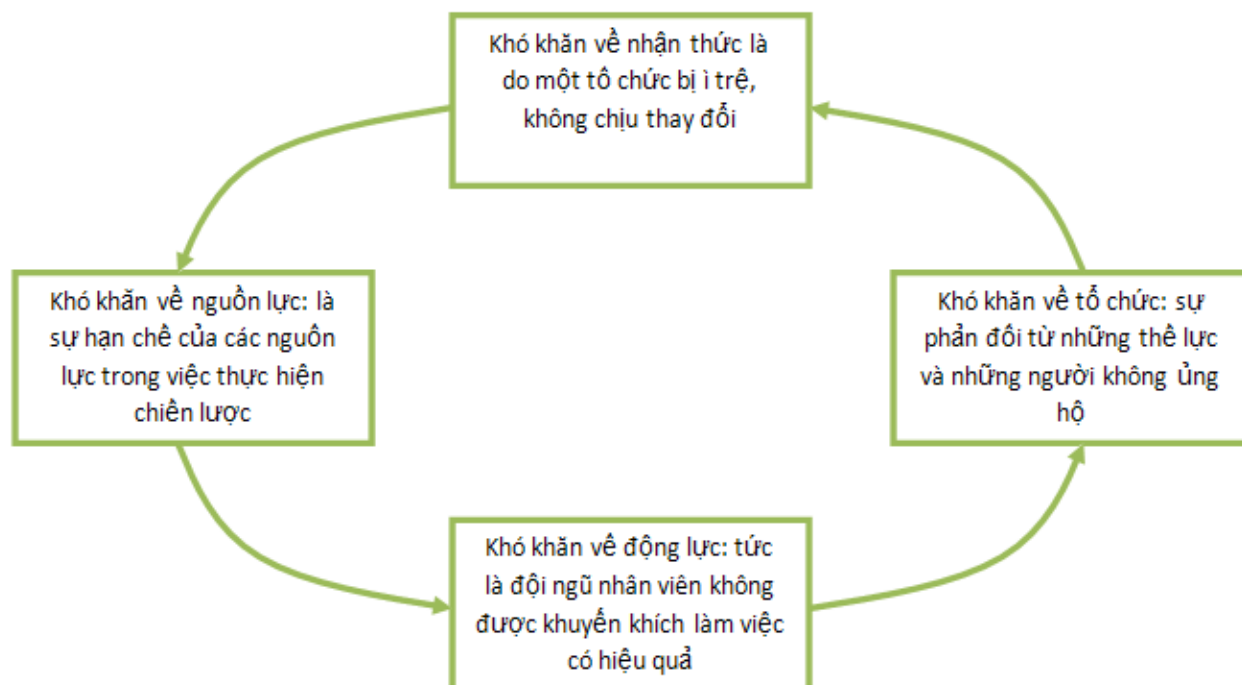 Khó khăn về nhận thức là
do một tổ chức bị ì trệ,
không chịu thay đổi
Khó khăn về nguồn lực: là
sự hạn chế của các nguồn
lực trong việc thực hiện
chiến lược
Khó khăn về tổ chức: sự
phản đối từ những thế lực
và những người không ủng
hộ
Khó khăn về động lực: tức
là đội ngũ nhân viên không
được khuyến khích làm việc
có hiệu quả